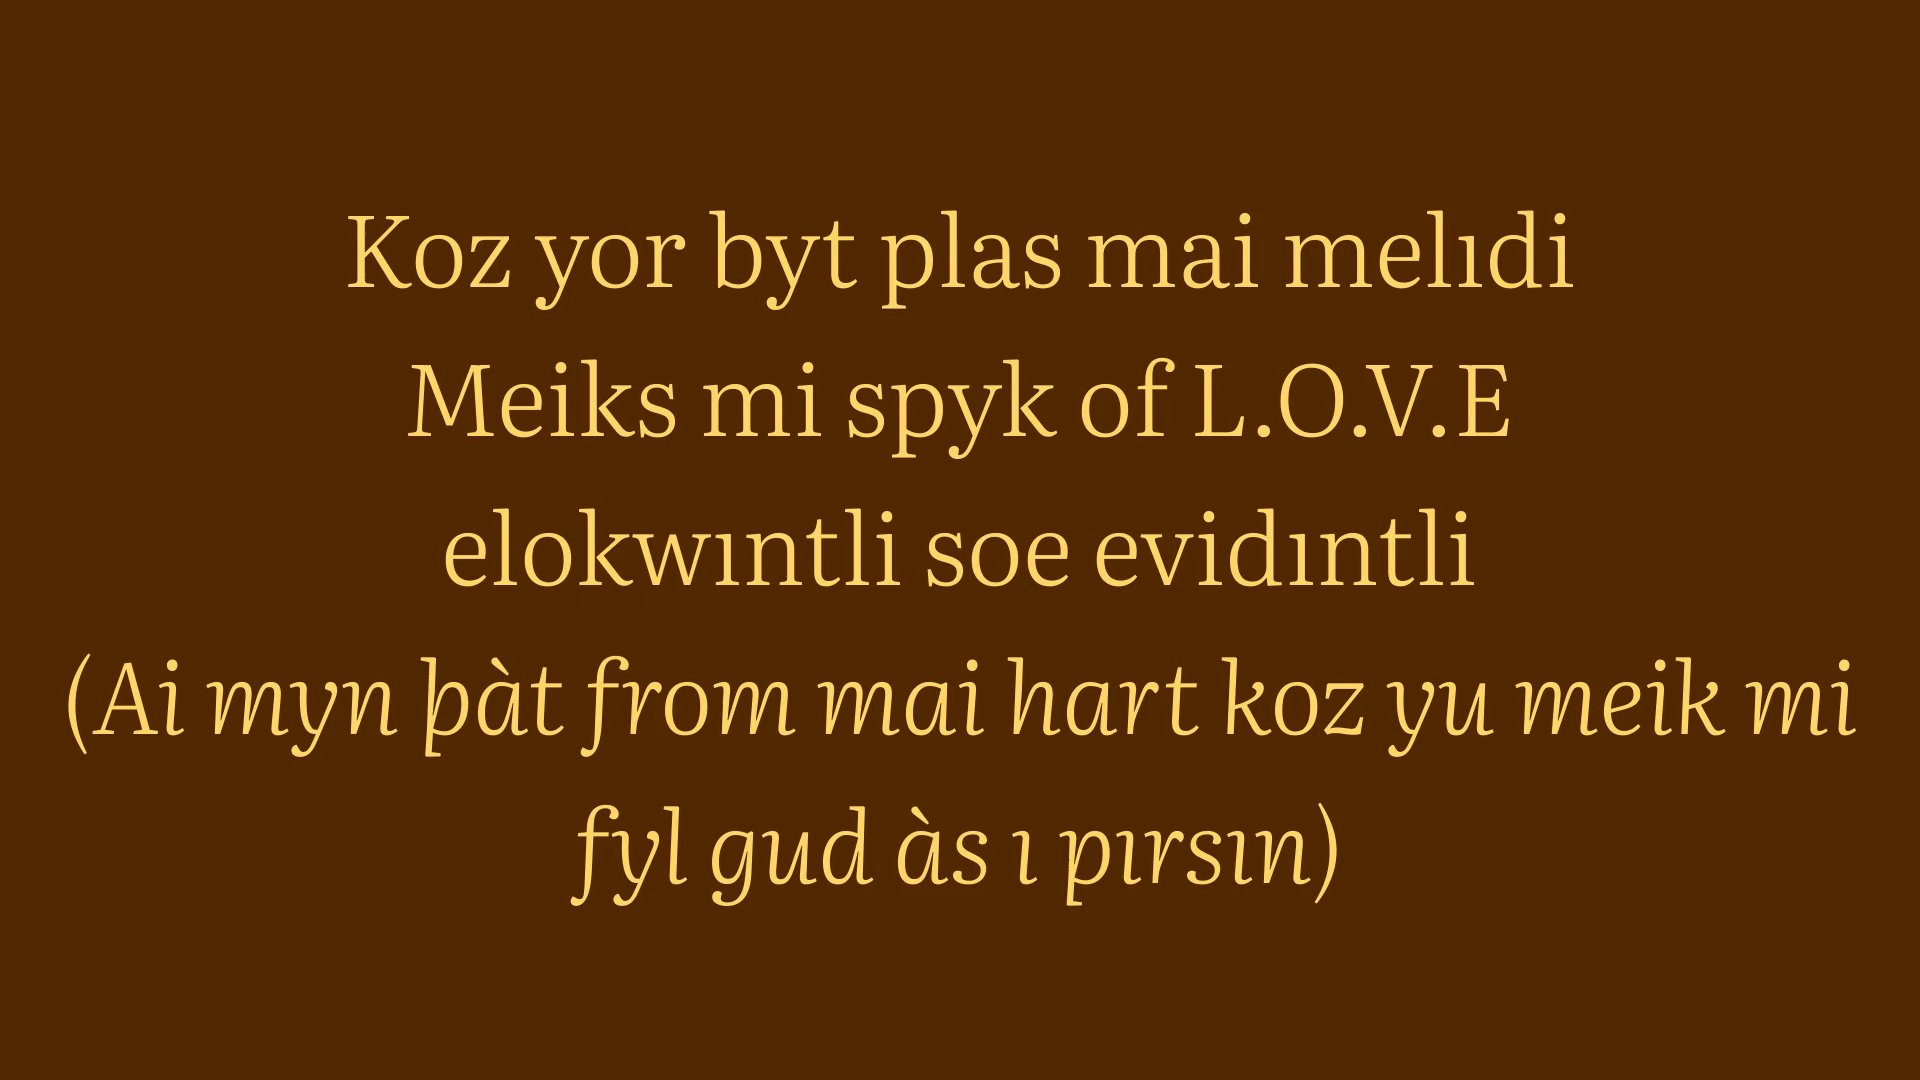 Koz yor byt plas mai melıdi
Meiks mi spyk of L.O.V.E
elokwıntli soe evidıntli
(Ai myn þàt from mai hart koz yu meik mi
fyl gud às ı pırsın)